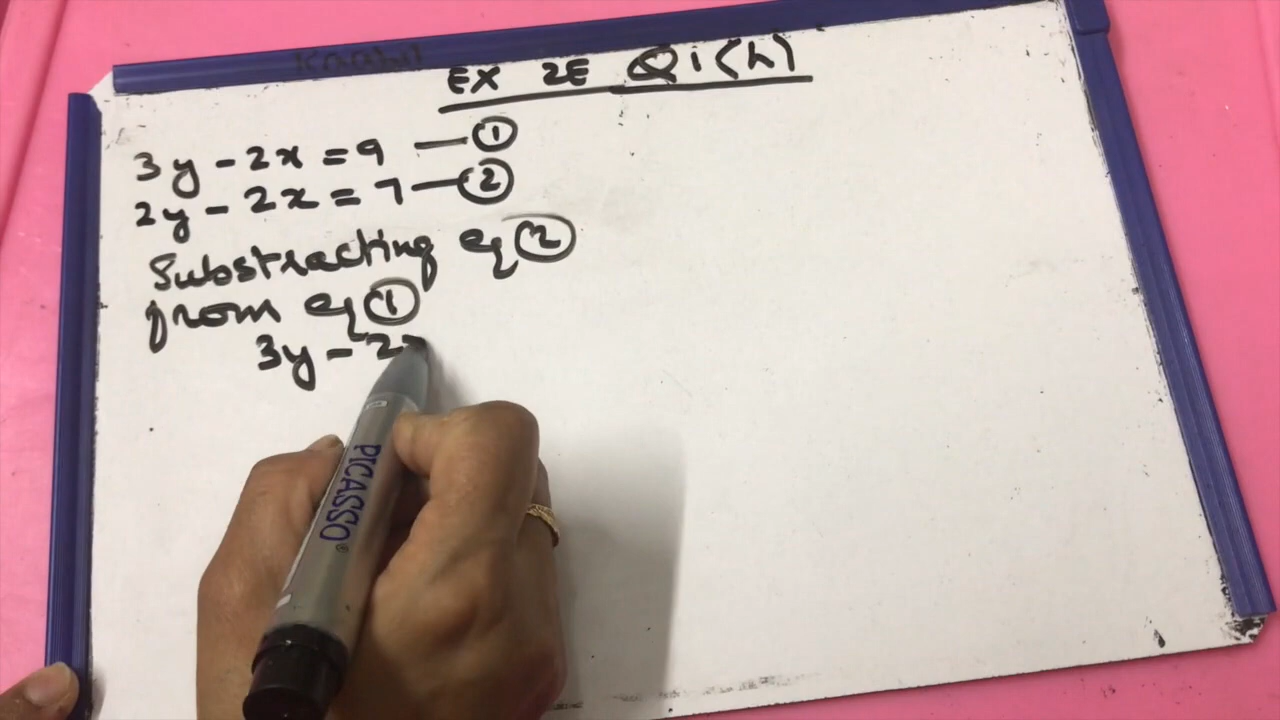 EX 2E Q1(h)
3y - 2x = 9 — ①
2y - 2x = 7 — ②
Substracting eq ②
from eq ①
3y - 2x
PICASSO